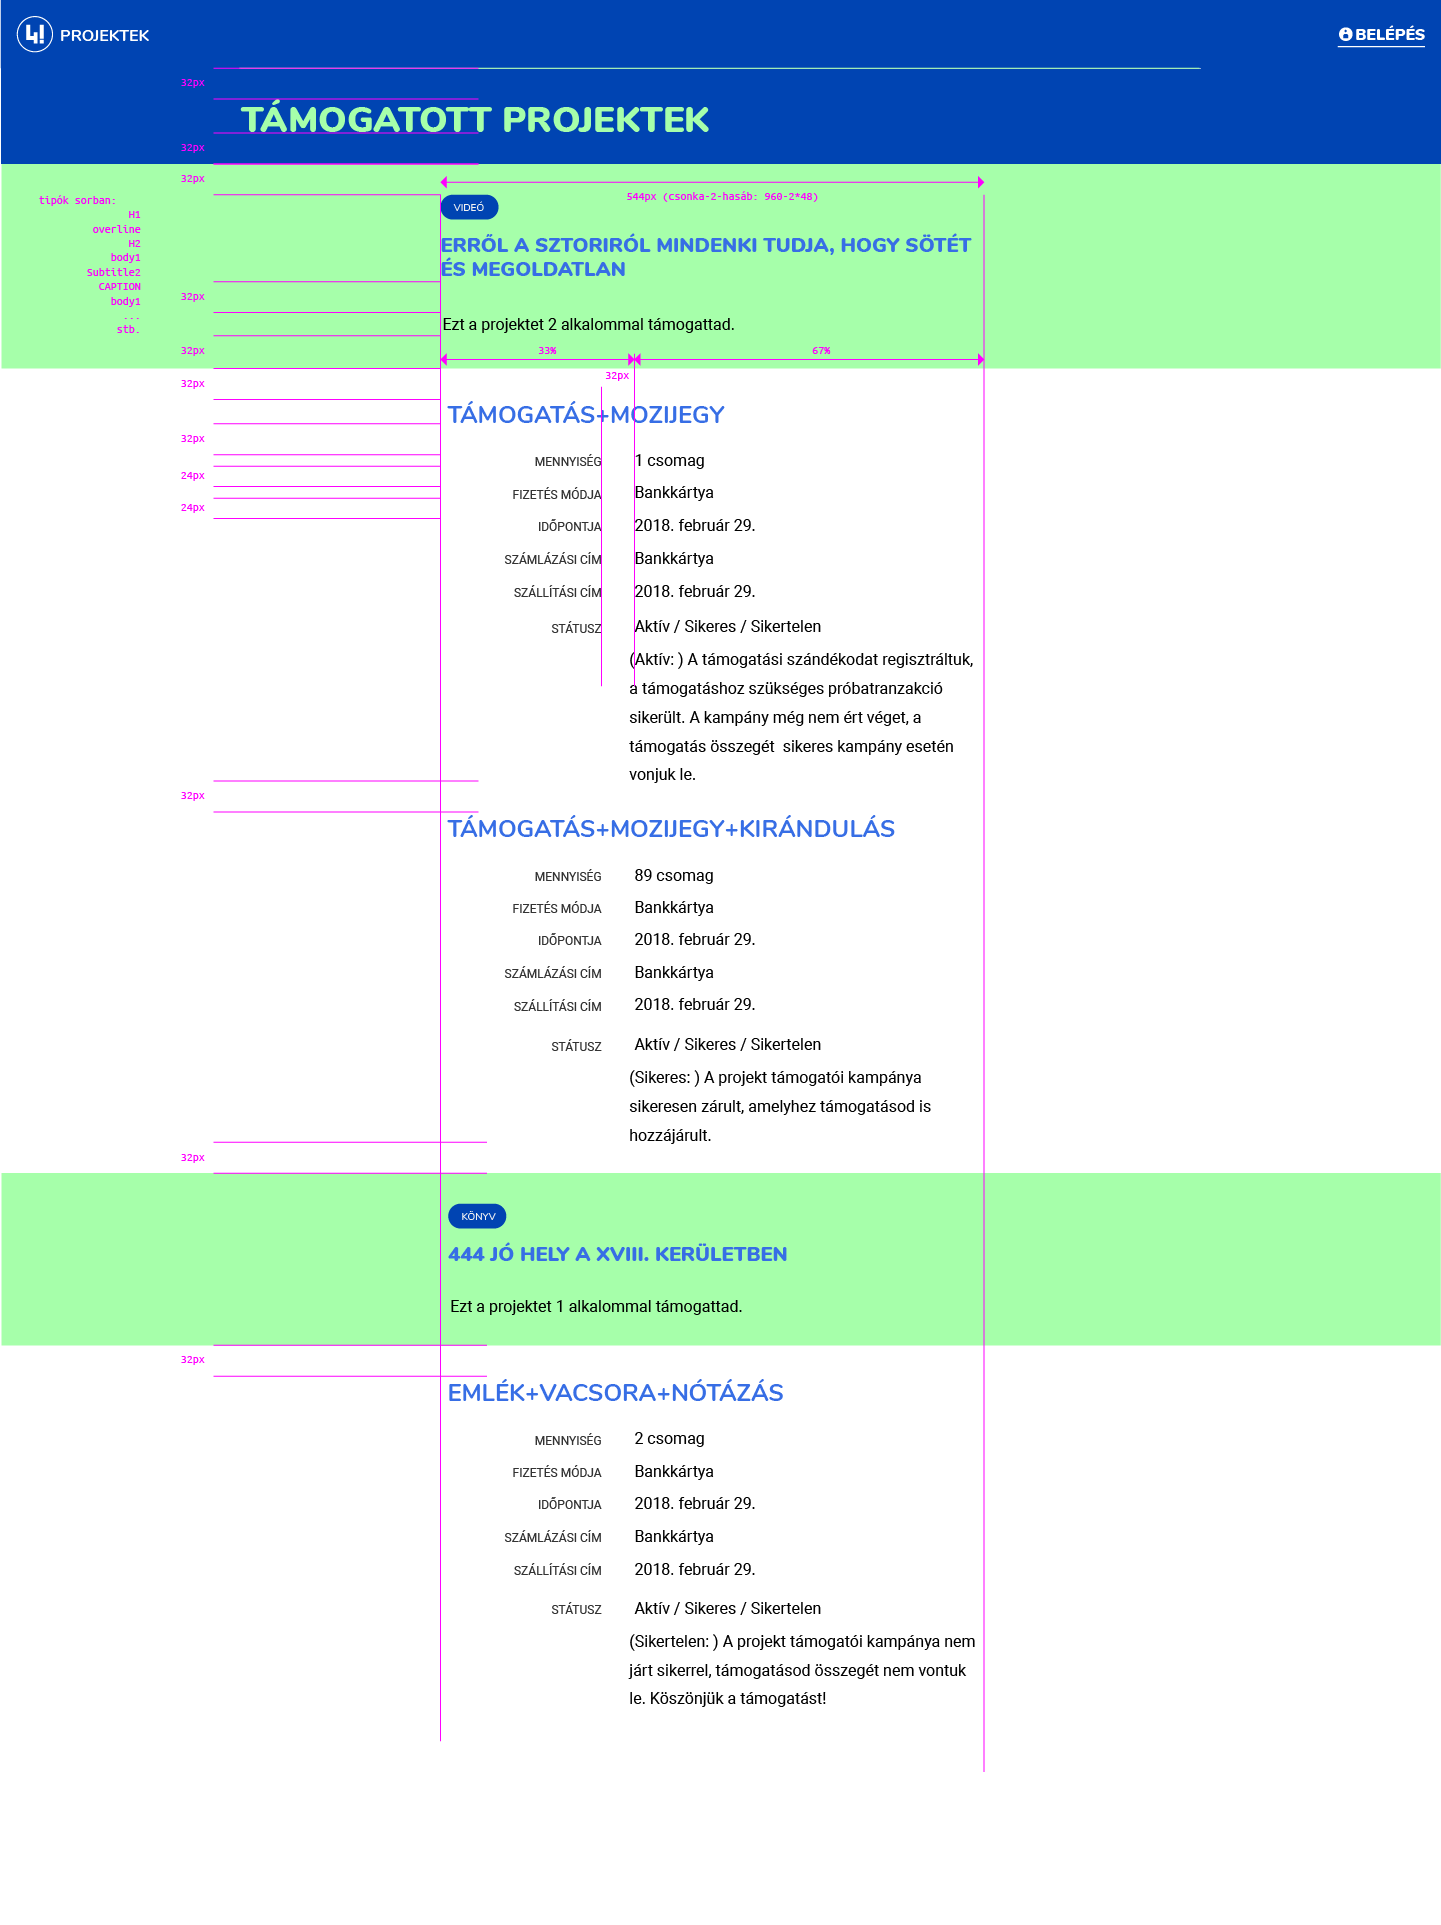 4! PROJEKTEK
BELÉPÉS
32px
TÁMOGATOTT PROJEKTEK
32px
32px
544px (csonka-2-hasáb: 960-2*48)
tipók sorban:
H1
overline
H2
body1
Subtitle2
CAPTION
body1
...
stb.
VIDEÓ
ERRŐL A SZTORIRÓL MINDENKI TUDJA, HOGY SÖTÉT
ÉS MEGOLDATLAN
32px
Ezt a projektet 2 alkalommal támogattad.
32px
33%
67%
32px
32px
TÁMOGATÁS+MOZIJEGY
32px
MENNYISÉG 1 csomag
24px
FIZETÉS MÓDJA Bankkártya
24px
IDŐPONTJA 2018. február 29.
SZÁMLÁZÁSI CÍM Bankkártya
SZÁLLÍTÁSI CÍM 2018. február 29.
STÁTUSZ Aktív / Sikeres / Sikertelen
(Aktív: ) A támogatási szándékodat regisztráltuk,
a támogatáshoz szükséges próbatranzakció
sikerült. A kampány még nem ért véget, a
támogatás összegét  sikeres kampány esetén
vonjuk le.
32px
TÁMOGATÁS+MOZIJEGY+KIRÁNDULÁS
MENNYISÉG 89 csomag
FIZETÉS MÓDJA Bankkártya
IDŐPONTJA 2018. február 29.
SZÁMLÁZÁSI CÍM Bankkártya
SZÁLLÍTÁSI CÍM 2018. február 29.
STÁTUSZ Aktív / Sikeres / Sikertelen
(Sikeres: ) A projekt támogatói kampánya
sikeresen zárult, amelyhez támogatásod is
hozzájárult.
32px
KÖNYV
444 JÓ HELY A XVIII. KERÜLETBEN
Ezt a projektet 1 alkalommal támogattad.
32px
EMLÉK+VACSORA+NÓTÁZÁS
MENNYISÉG 2 csomag
FIZETÉS MÓDJA Bankkártya
IDŐPONTJA 2018. február 29.
SZÁMLÁZÁSI CÍM Bankkártya
SZÁLLÍTÁSI CÍM 2018. február 29.
STÁTUSZ Aktív / Sikeres / Sikertelen
(Sikertelen: ) A projekt támogatói kampánya nem
járt sikerrel, támogatásod összegét nem vontuk
le. Köszönjük a támogatást!